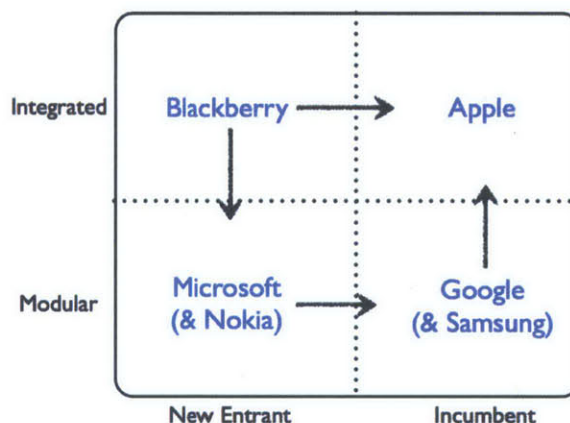 Integrated
Blackberry
Apple
Modular
Microsoft
(& Nokia)
Google
(& Samsung)
New Entrant
Incumbent